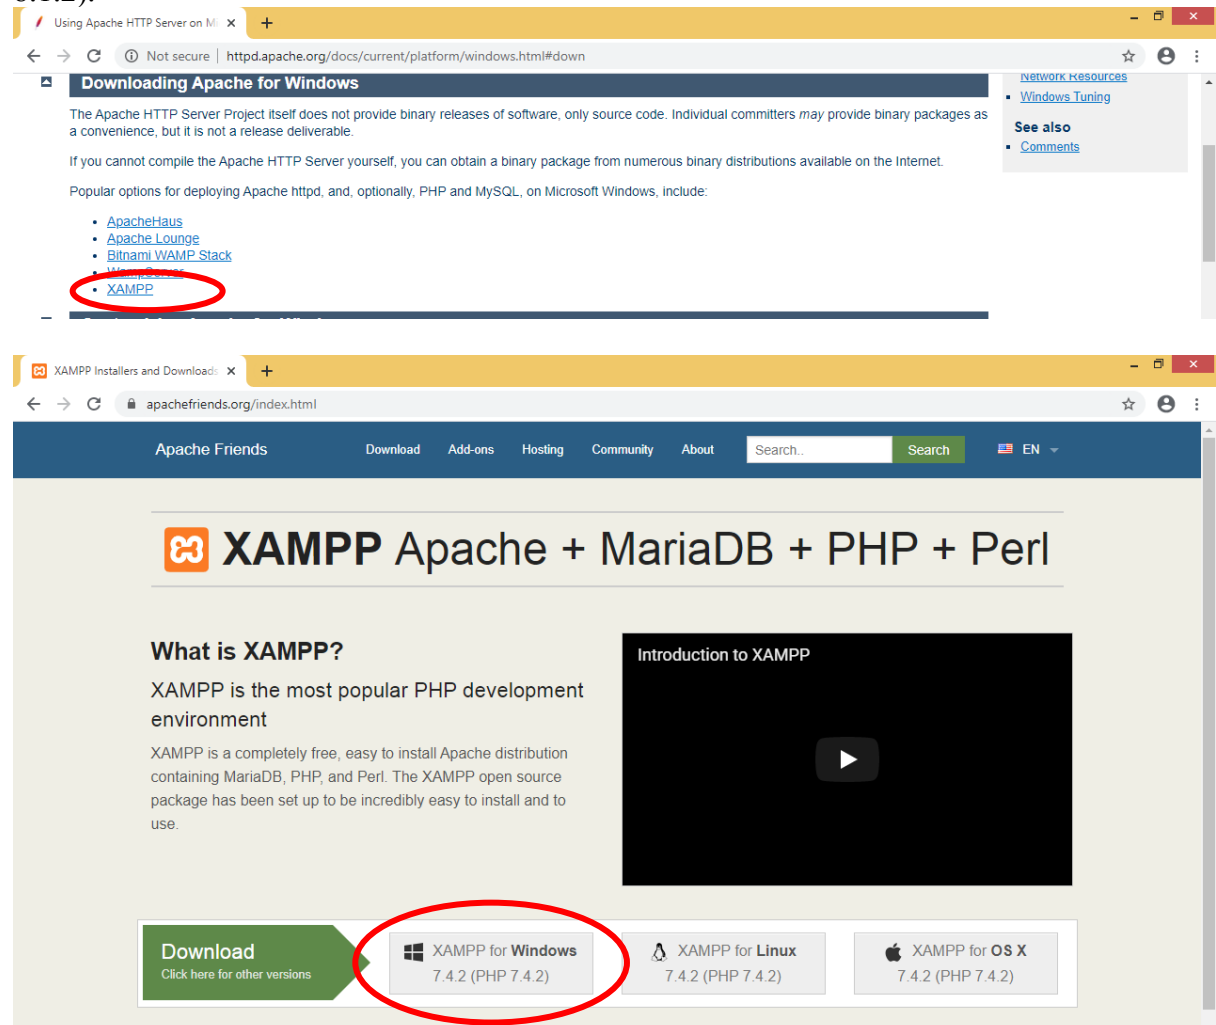 Using Apache HTTP Server on Mi
Not secure | httpd.apache.org/docs/current/platform/windows.html#down
Downloading Apache for Windows
The Apache HTTP Server Project itself does not provide binary releases of software, only source code. Individual committers may provide binary packages as
a convenience, but it is not a release deliverable.
If you cannot compile the Apache HTTP Server yourself, you can obtain a binary package from numerous binary distributions available on the Internet.
Popular options for deploying Apache httpd, and, optionally, PHP and MySQL, on Microsoft Windows, include:
• ApacheHaus
• Apache Lounge
• Bitnami WAMP Stack
• WampServer
• XAMPP
Network Resources
• Windows Tuning
See also
• Comments
XAMPP Installers and Downloads
apachefriends.org/index.html
Apache Friends Download Add-ons Hosting Community About Search.. Search EN
XAMPP Apache + MariaDB + PHP + Perl
What is XAMPP?
XAMPP is the most popular PHP development
environment
XAMPP is a completely free, easy to install Apache distribution
containing MariaDB, PHP, and Perl. The XAMPP open source
package has been set up to be incredibly easy to install and to
use.
Introduction to XAMPP
Download
Click here for other versions
XAMPP for Windows
7.4.2 (PHP 7.4.2)
XAMPP for Linux
7.4.2 (PHP 7.4.2)
XAMPP for OS X
7.4.2 (PHP 7.4.2)